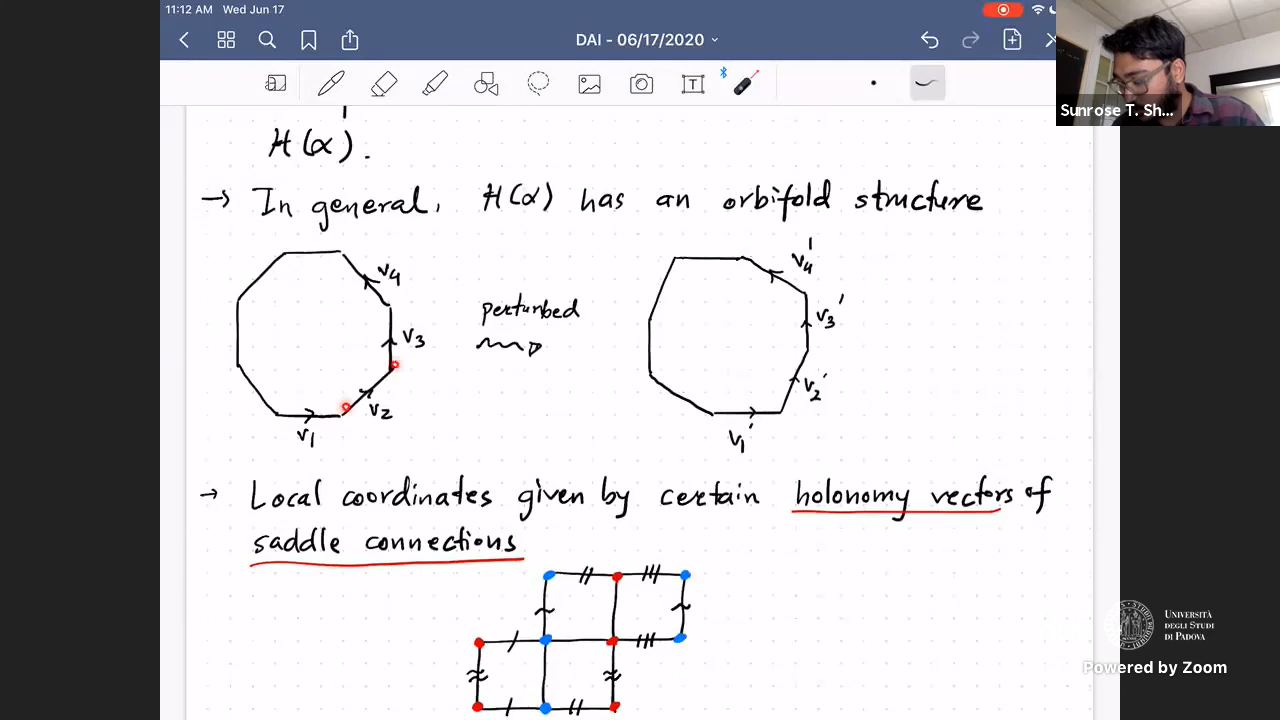 11:12 AM Wed Jun 17
DAI - 06/17/2020
Sunrose T. Sh...
H(α).
→ In general, H(α) has an orbifold structure
v4
v3
v2
v1
perturbed
v4'
v3'
v2'
v1'
→ Local coordinates given by certain holonomy vectors of
saddle connections
UNIVERSITÀ
DEGLI STUDI
DI PADOVA
Powered by Zoom